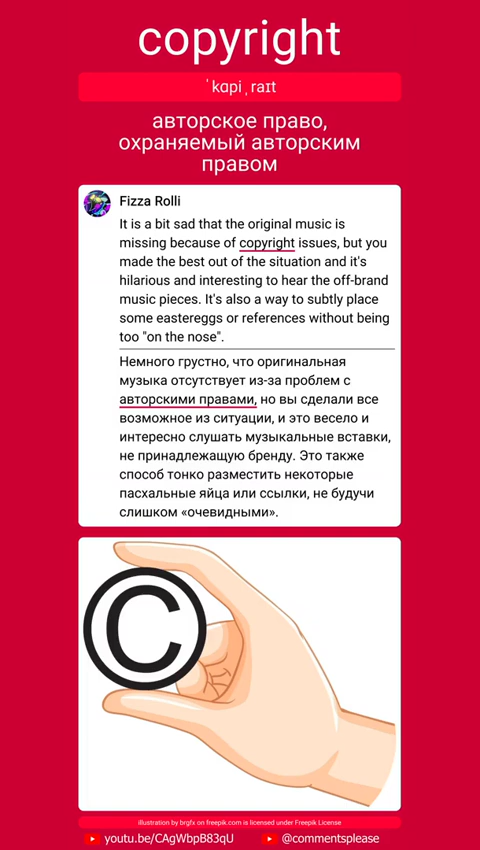 copyright
ˈkɑpiˌraɪt
авторское право,
охраняемый авторским
правом
Fizza Rolli
It is a bit sad that the original music is
missing because of copyright issues, but you
made the best out of the situation and it's
hilarious and interesting to hear the off-brand
music pieces. It's also a way to subtly place
some eastereggs or references without being
too "on the nose".
Немного грустно, что оригинальная
музыка отсутствует из-за проблем с
авторскими правами, но вы сделали все
возможное из ситуации, и это весело и
интересно слушать музыкальные вставки,
не принадлежащую бренду. Это также
способ тонко разместить некоторые
пасхальные яйца или ссылки, не будучи
слишком «очевидными».
©
illustration by brgfx on freepik.com is licensed under Freepik License
youtu.be/CAgWbpB83qU @commentsplease